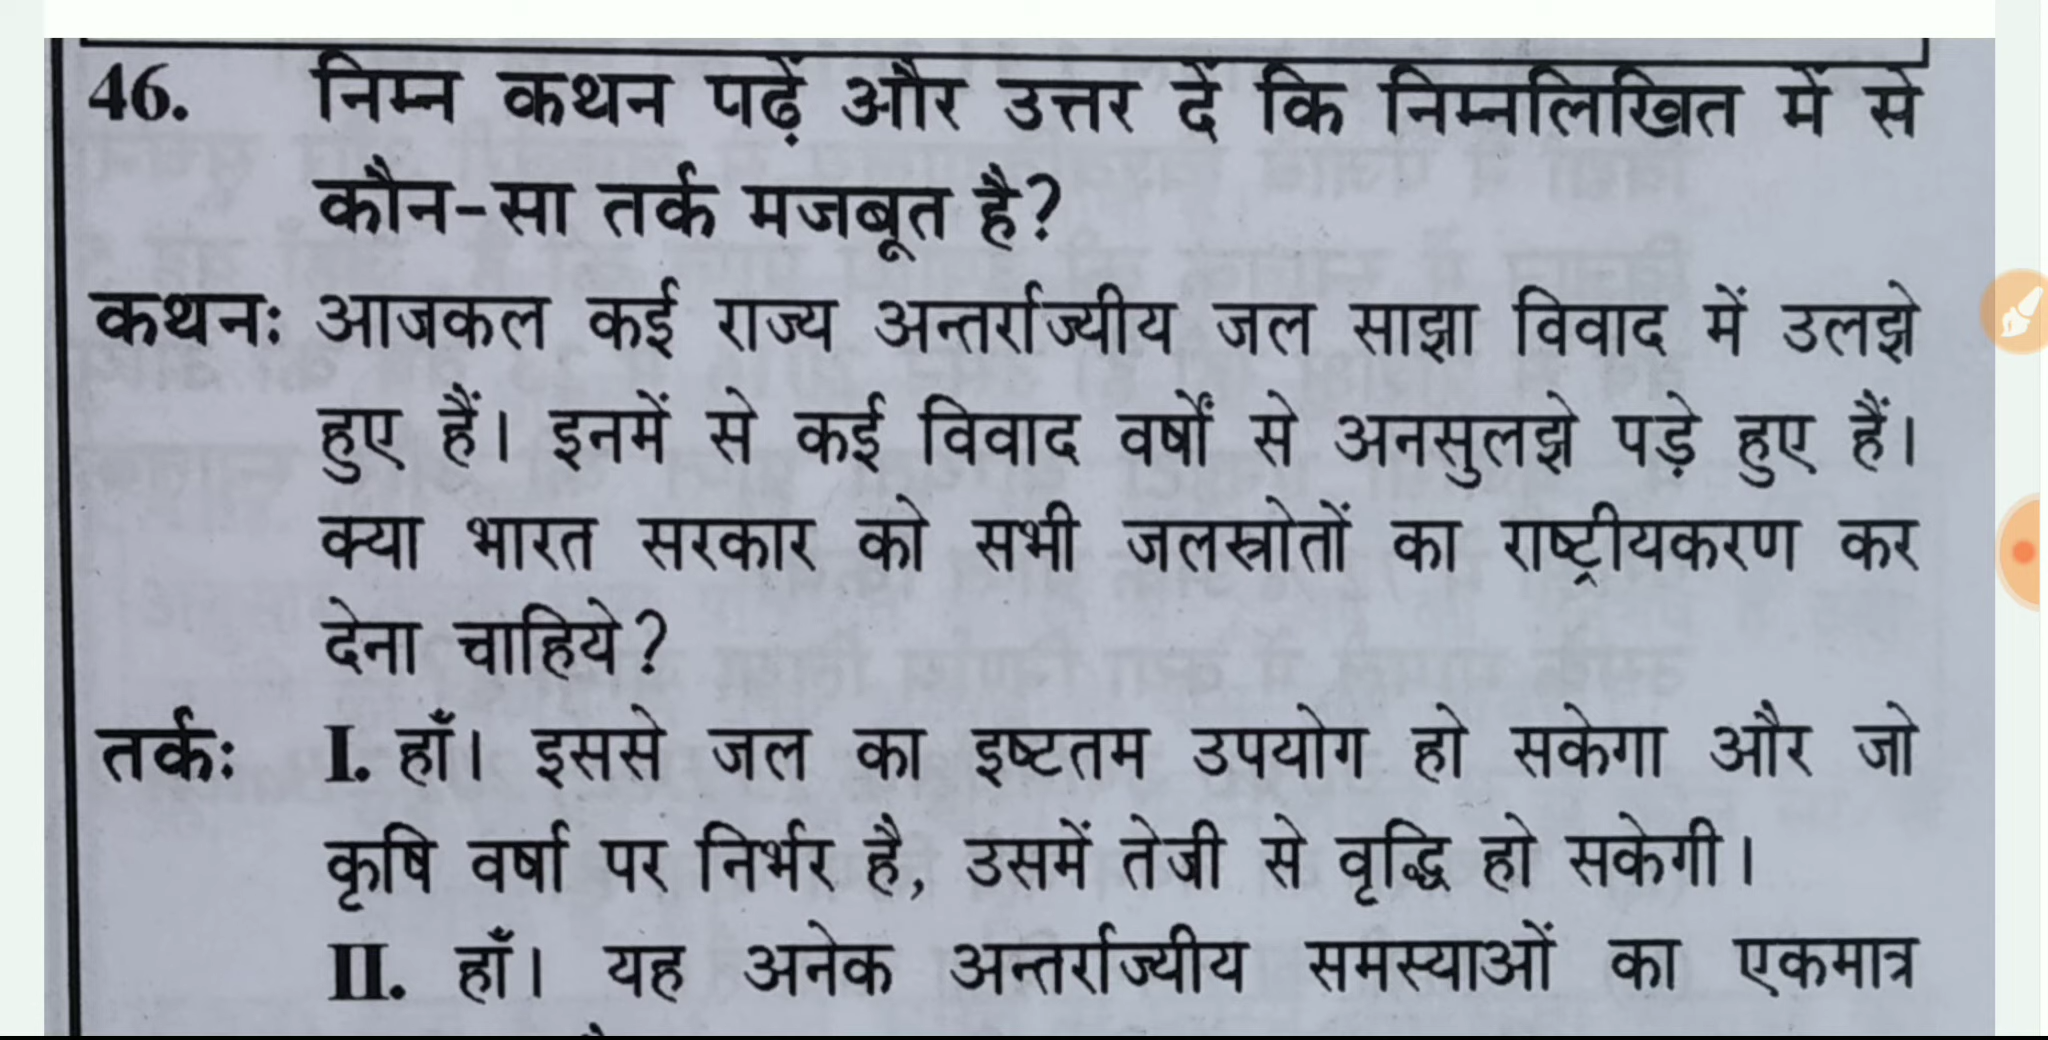 46. निम्न कथन पढ़ें और उत्तर दें कि निम्नलिखित में से
कौन-सा तर्क मजबूत है?
कथनः आजकल कई राज्य अन्तर्राज्यीय जल साझा विवाद में उलझे
हुए हैं। इनमें से कई विवाद वर्षों से अनसुलझे पड़े हुए हैं।
क्या भारत सरकार को सभी जलस्रोतों का राष्ट्रीयकरण कर
देना चाहिये?
तर्कः I. हाँ। इससे जल का इष्टतम उपयोग हो सकेगा और जो
कृषि वर्षा पर निर्भर है, उसमें तेजी से वृद्धि हो सकेगी।
II. हाँ। यह अनेक अन्तर्राज्यीय समस्याओं का एकमात्र